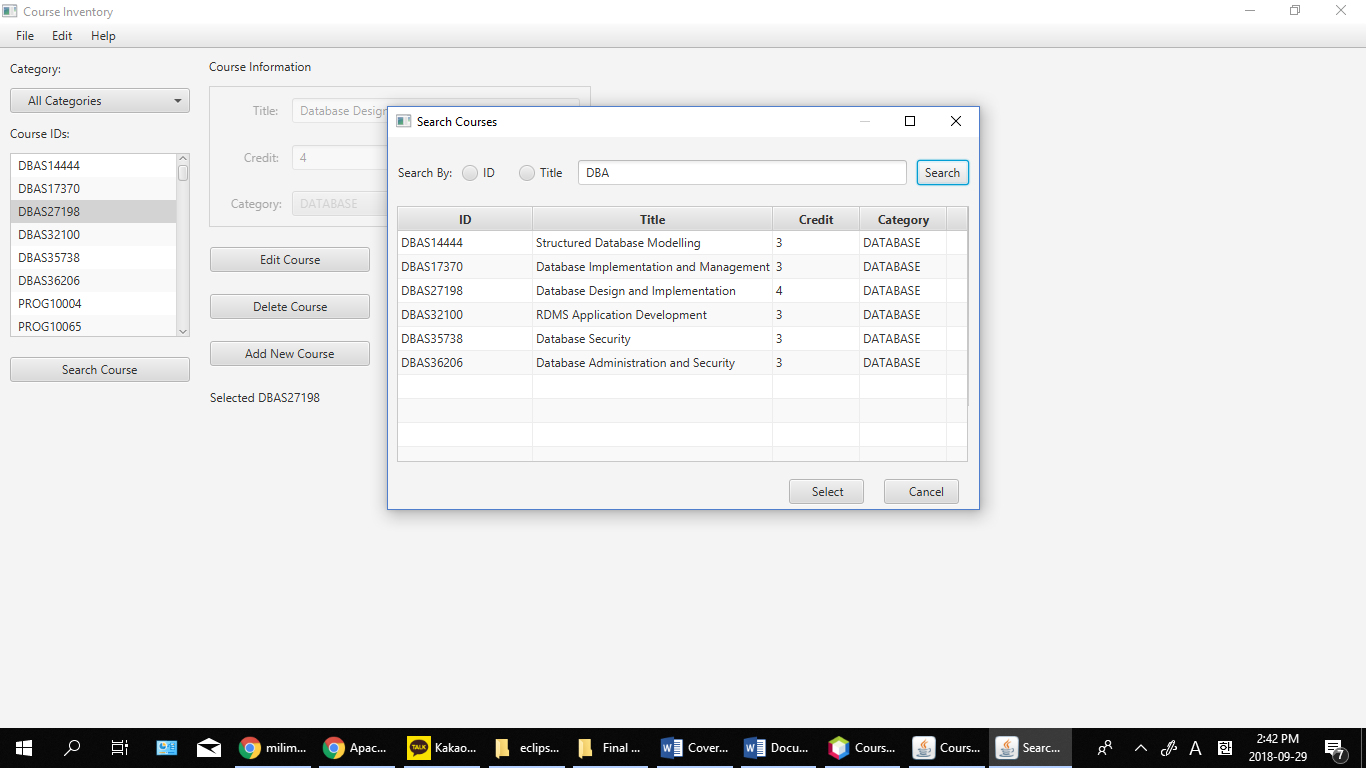 Course Inventory
File Edit Help
Category:
All Categories
Course IDs:
DBAS14444
DBAS17370
DBAS27198
DBAS32100
DBAS35738
DBAS36206
PROG10004
PROG10065
Search Course
Course Information
Title: Database Design
Credit: 4
Category: DATABASE
Edit Course
Delete Course
Add New Course
Selected DBAS27198
Search Courses
Search By: ID Title DBA Search
ID Title Credit Category
DBAS14444 Structured Database Modelling 3 DATABASE
DBAS17370 Database Implementation and Management 3 DATABASE
DBAS27198 Database Design and Implementation 4 DATABASE
DBAS32100 RDMS Application Development 3 DATABASE
DBAS35738 Database Security 3 DATABASE
DBAS36206 Database Administration and Security 3 DATABASE
Select Cancel
milim... Apac... TALK Kakao... eclips... Final ... Cover... Docu... Cours... Cours... Searc... A 한 2:42 PM
2018-09-29 7